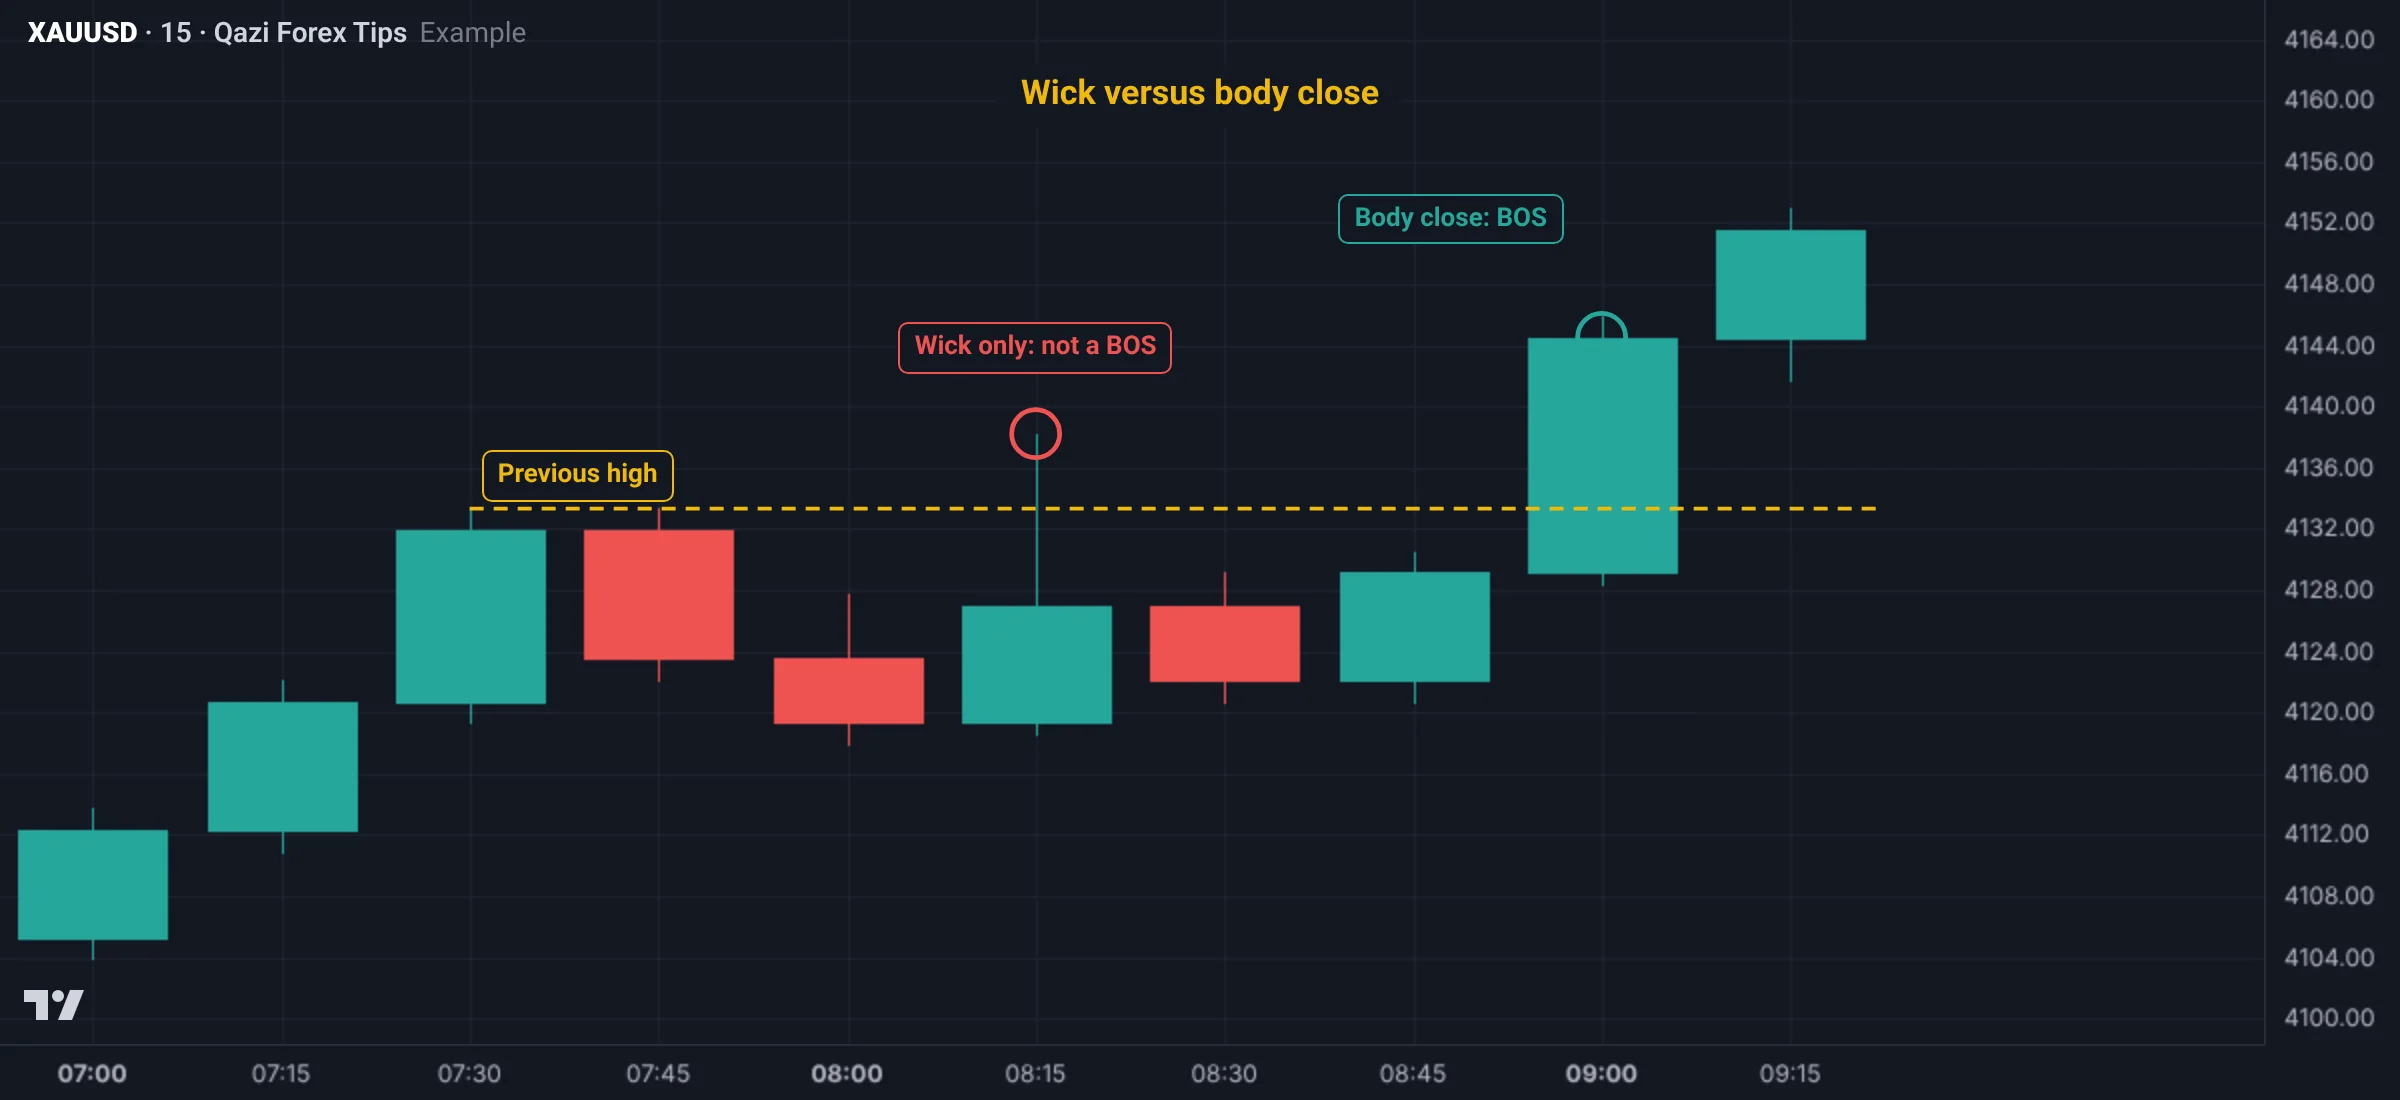 XAUUSD · 15 · Qazi Forex Tips Example
Wick versus body close
Body close: BOS
Wick only: not a BOS
Previous high
4164.00
4160.00
4156.00
4152.00
4148.00
4144.00
4140.00
4136.00
4132.00
4128.00
4124.00
4120.00
4116.00
4112.00
4108.00
4104.00
4100.00
07:00 07:15 07:30 07:45 08:00 08:15 08:30 08:45 09:00 09:15